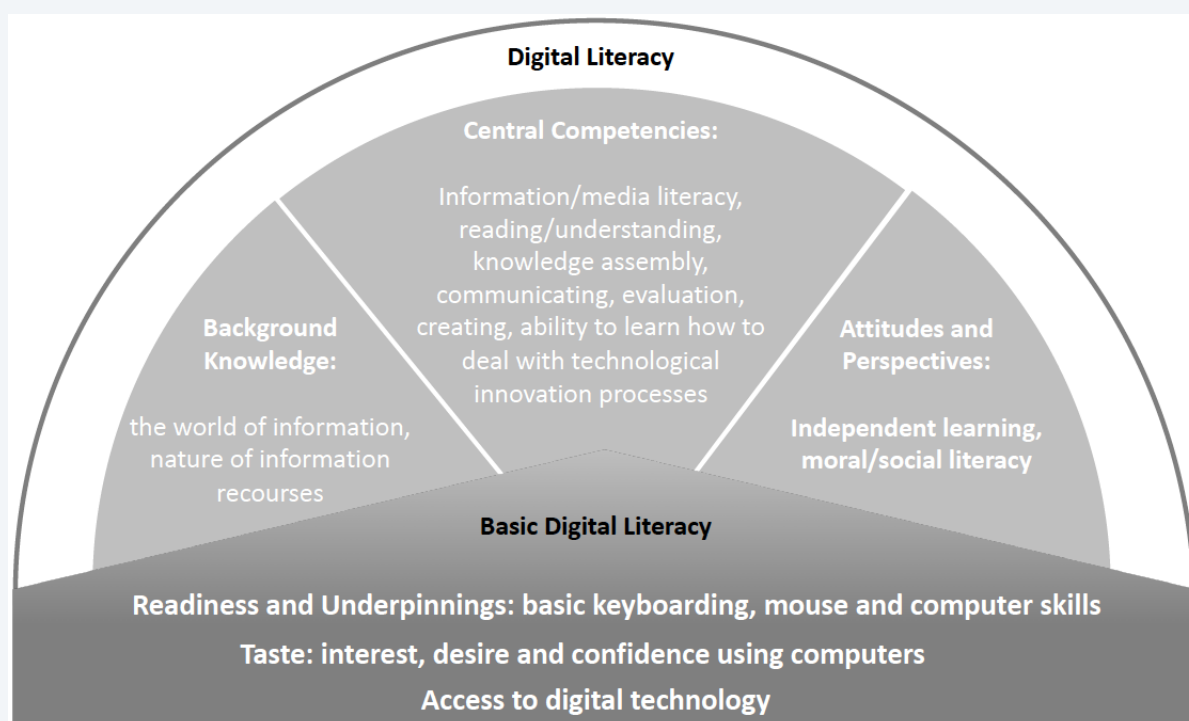 Digital Literacy
Central Competencies:
Information/media literacy,
reading/understanding,
knowledge assembly,
communicating, evaluation,
creating, ability to learn how to
deal with technological
innovation processes
Background
Knowledge:
the world of information,
nature of information
recourses
Attitudes and
Perspectives:
Independent learning,
moral/social literacy
Basic Digital Literacy
Readiness and Underpinnings: basic keyboarding, mouse and computer skills
Taste: interest, desire and confidence using computers
Access to digital technology